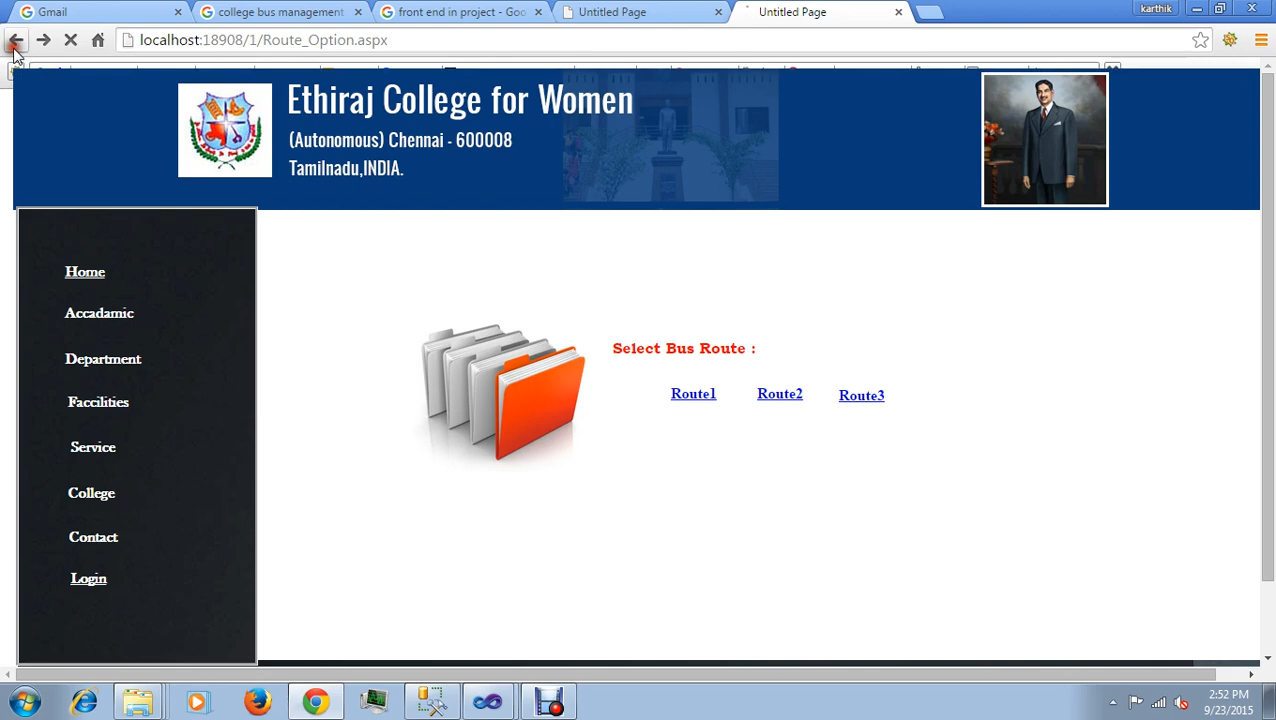 Gmail
college bus management
front end in project - Goo
Untitled Page
Untitled Page
karthik
localhost:18908/1/Route_Option.aspx
Ethiraj College for Women
(Autonomous) Chennai - 600008
Tamilnadu,INDIA.
Home
Accadamic
Department
Faccilities
Service
College
Contact
Login
Select Bus Route :
Route1
Route2
Route3
2:52 PM
9/23/2015